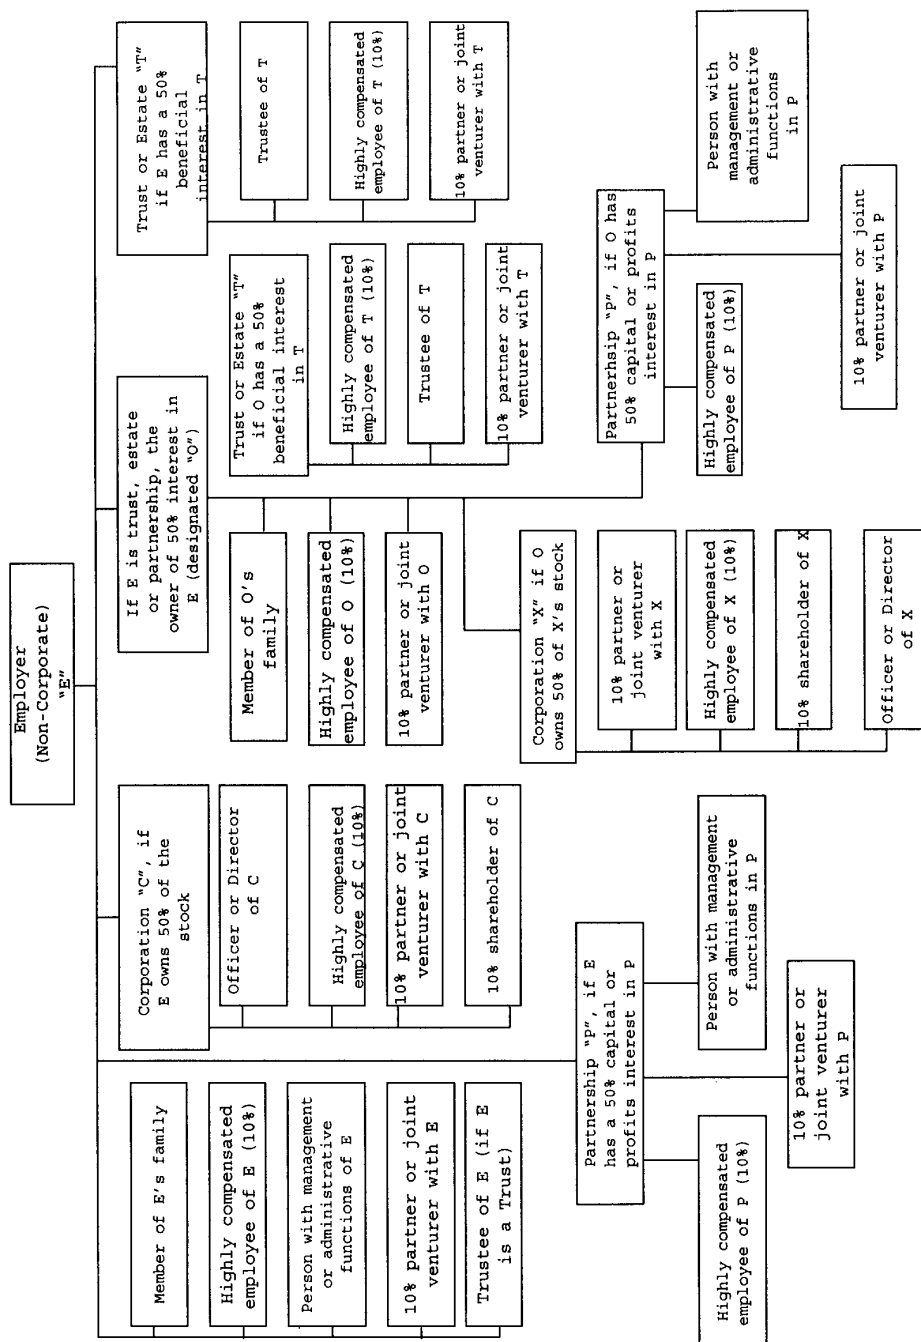 Employer
(Non-Corporate)
"E"
Member of E's family
Highly compensated
employee of E (10%)
Person with management
or administrative
functions of E
10% partner or joint
venturer with E
Trustee of E (if E
is a Trust)
Partnership "P", if E
has a 50% capital or
profits interest in P
Highly compensated
employee of P (10%)
10% partner or
joint venturer
with P
Person with management
or administrative
functions in P
Corporation "C", if
E owns 50% of the
stock
Officer or Director
of C
Highly compensated
employee of C (10%)
10% partner or joint
venturer with C
10% shareholder of C
If E is trust, estate
or partnership, the
owner of 50% interest in
E (designated "O")
Member of O's
family
Highly compensated
employee of O (10%)
10% partner or joint
venturer with O
Corporation "X" if O
owns 50% of X's stock
10% partner or
joint venturer
with X
Highly compensated
employee of X (10%)
10% shareholder of X
Officer or Director
of X
Trust or Estate "T"
if O has a 50%
beneficial interest
in T
Highly compensated
employee of T (10%)
Trustee of T
10% partner or joint
venturer with T
Partnerhsip "P", if O has
50% capital or profits
interest in P
Highly compensated
employee of P (10%)
10% partner or joint
venturer with P
Person with
management or
administrative
functions
in P
Trust or Estate "T"
if E has a 50%
beneficial
interest in T
Trustee of T
Highly compensated
employee of T (10%)
10% partner or joint
venturer with T